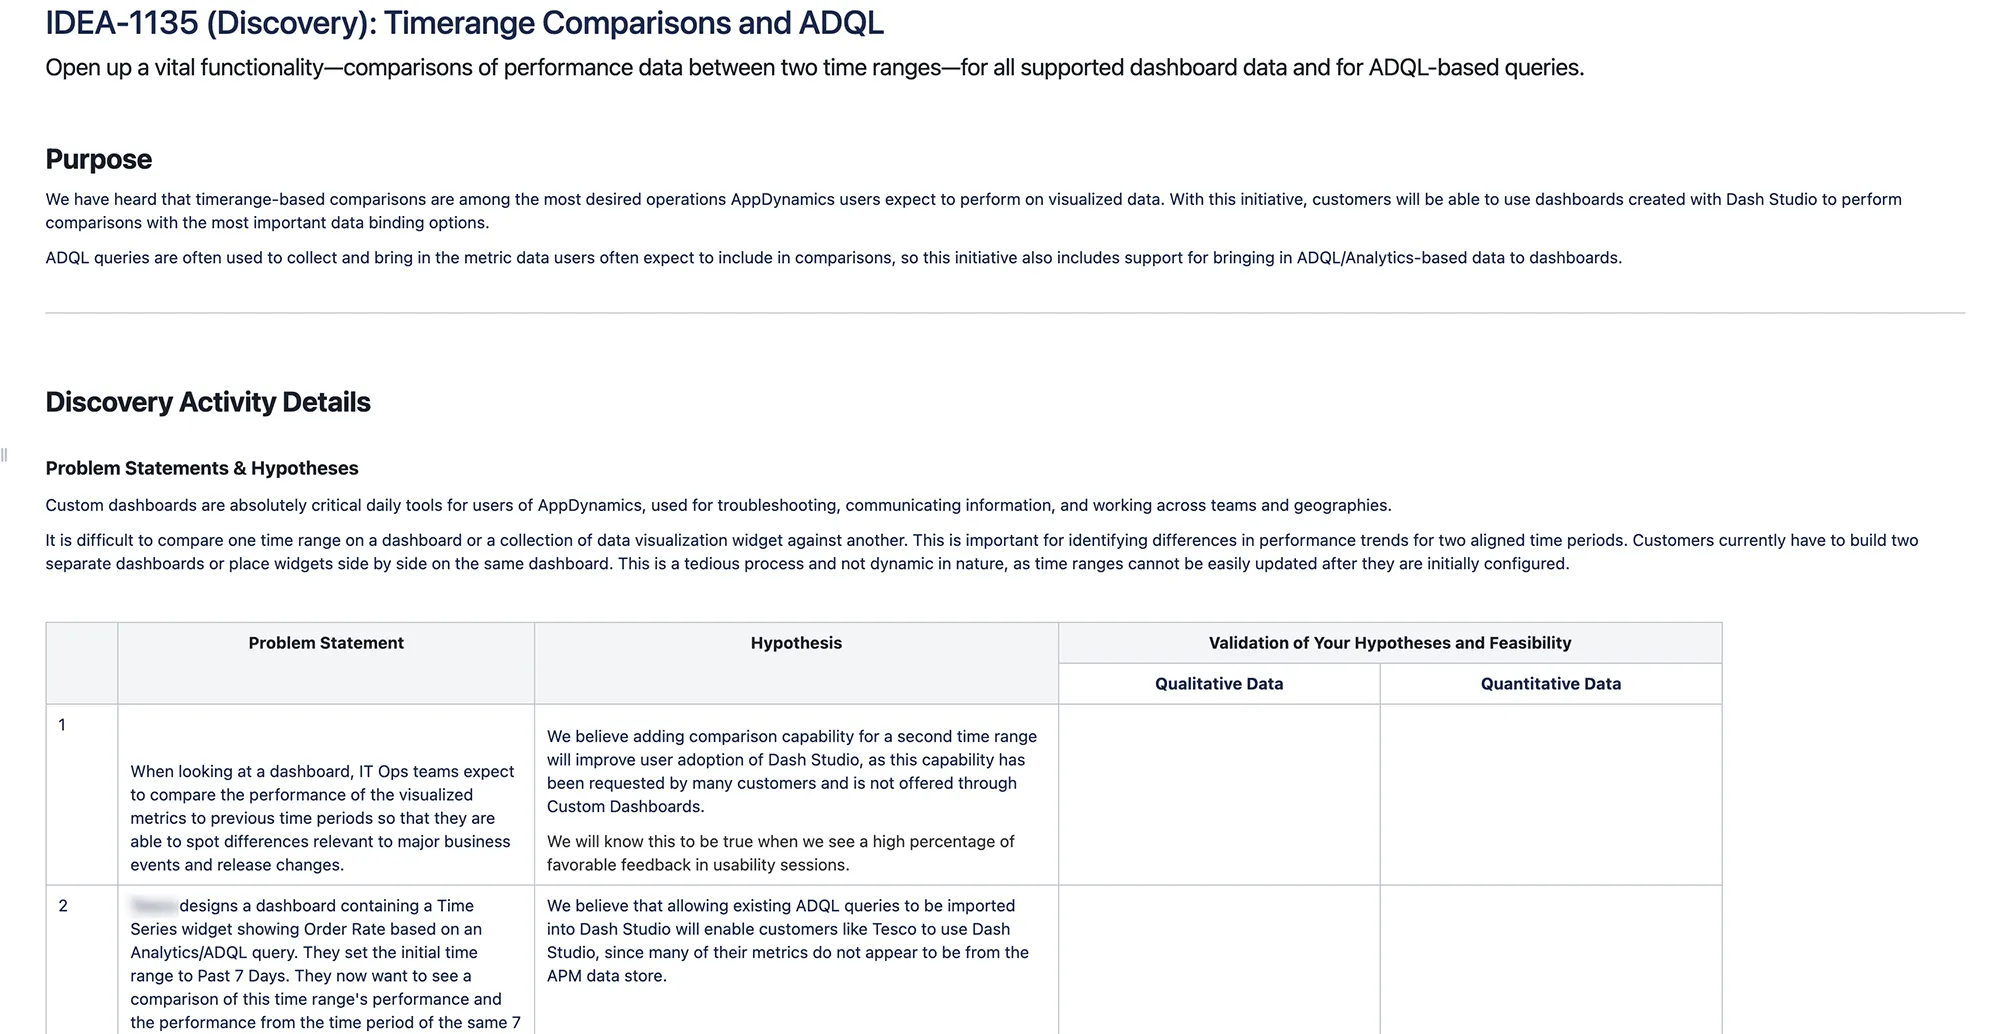 IDEA-1135 (Discovery): Timerange Comparisons and ADQL
Open up a vital functionality—comparisons of performance data between two time ranges—for all supported dashboard data and for ADQL-based queries.
Purpose
We have heard that timerange-based comparisons are among the most desired operations AppDynamics users expect to perform on visualized data. With this initiative, customers will be able to use dashboards created with Dash Studio to perform
comparisons with the most important data binding options.
ADQL queries are often used to collect and bring in the metric data users often expect to include in comparisons, so this initiative also includes support for bringing in ADQL/Analytics-based data to dashboards.
Discovery Activity Details
Problem Statements & Hypotheses
Custom dashboards are absolutely critical daily tools for users of AppDynamics, used for troubleshooting, communicating information, and working across teams and geographies.
It is difficult to compare one time range on a dashboard or a collection of data visualization widget against another. This is important for identifying differences in performance trends for two aligned time periods. Customers currently have to build two
separate dashboards or place widgets side by side on the same dashboard. This is a tedious process and not dynamic in nature, as time ranges cannot be easily updated after they are initially configured.
Problem Statement
Hypothesis
Validation of Your Hypotheses and Feasibility
Qualitative Data
Quantitative Data
1
When looking at a dashboard, IT Ops teams expect
to compare the performance of the visualized
metrics to previous time periods so that they are
able to spot differences relevant to major business
events and release changes.
We believe adding comparison capability for a second time range
will improve user adoption of Dash Studio, as this capability has
been requested by many customers and is not offered through
Custom Dashboards.
We will know this to be true when we see a high percentage of
favorable feedback in usability sessions.
2
designs a dashboard containing a Time
Series widget showing Order Rate based on an
Analytics/ADQL query. They set the initial time
range to Past 7 Days. They now want to see a
comparison of this time range's performance and
the performance from the time period of the same 7
We believe that allowing existing ADQL queries to be imported
into Dash Studio will enable customers like Tesco to use Dash
Studio, since many of their metrics do not appear to be from the
APM data store.